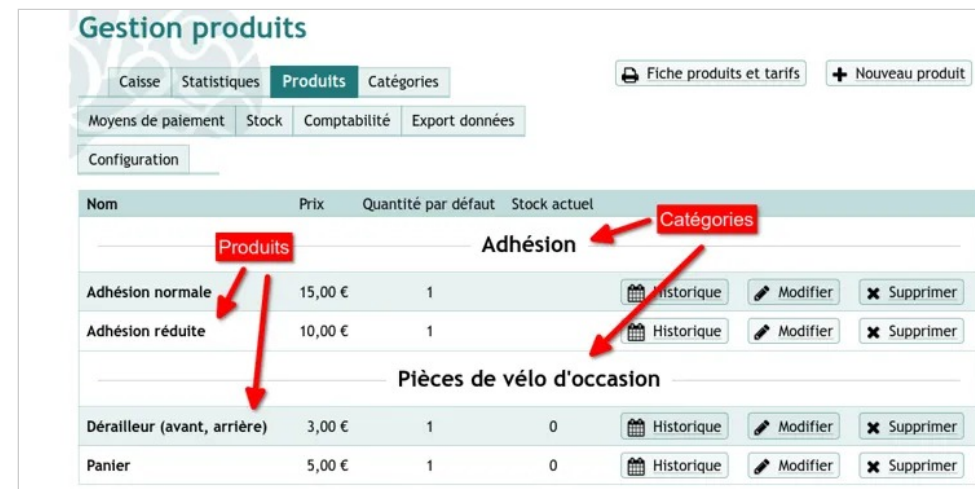 Gestion produits
Caisse Statistiques Produits Catégories
Fiche produits et tarifs Nouveau produit
Moyens de paiement Stock Comptabilité Export données
Configuration
Nom Prix Quantité par défaut Stock actuel
Catégories
Produits
Adhésion
Adhésion normale 15,00 € 1 Historique Modifier Supprimer
Adhésion réduite 10,00 € 1 Historique Modifier Supprimer
Pièces de vélo d'occasion
Dérailleur (avant, arrière) 3,00 € 1 0 Historique Modifier Supprimer
Panier 5,00 € 1 0 Historique Modifier Supprimer